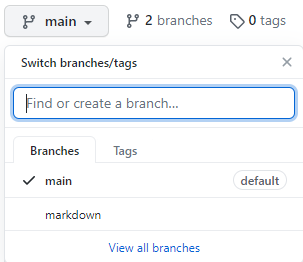 main 2 branches 0 tags
Switch branches/tags
Find or create a branch...
Branches Tags
main default
markdown
View all branches